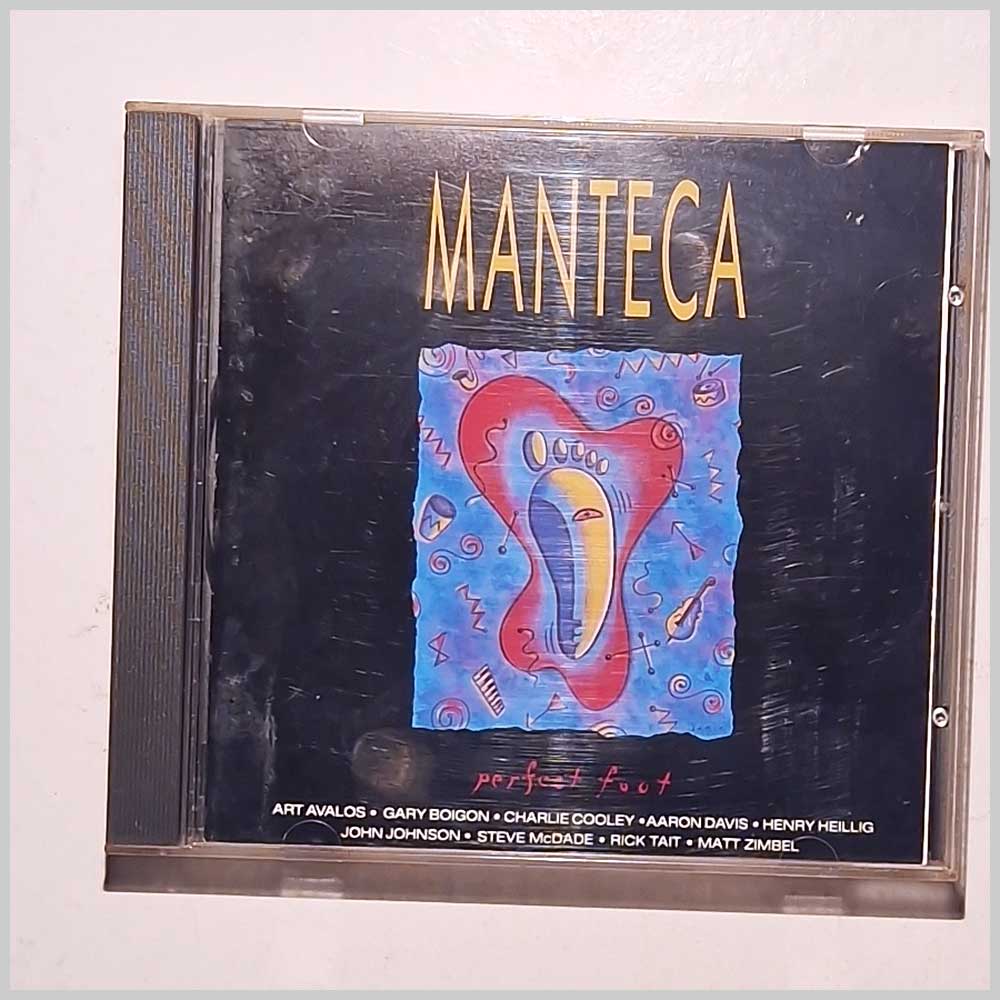 MANTECA
perfect foot
ART AVALOS • GARY BOIGON • CHARLIE COOLEY • AARON DAVIS • HENRY HEILLIG
JOHN JOHNSON • STEVE McDADE • RICK TAIT • MATT ZIMBEL